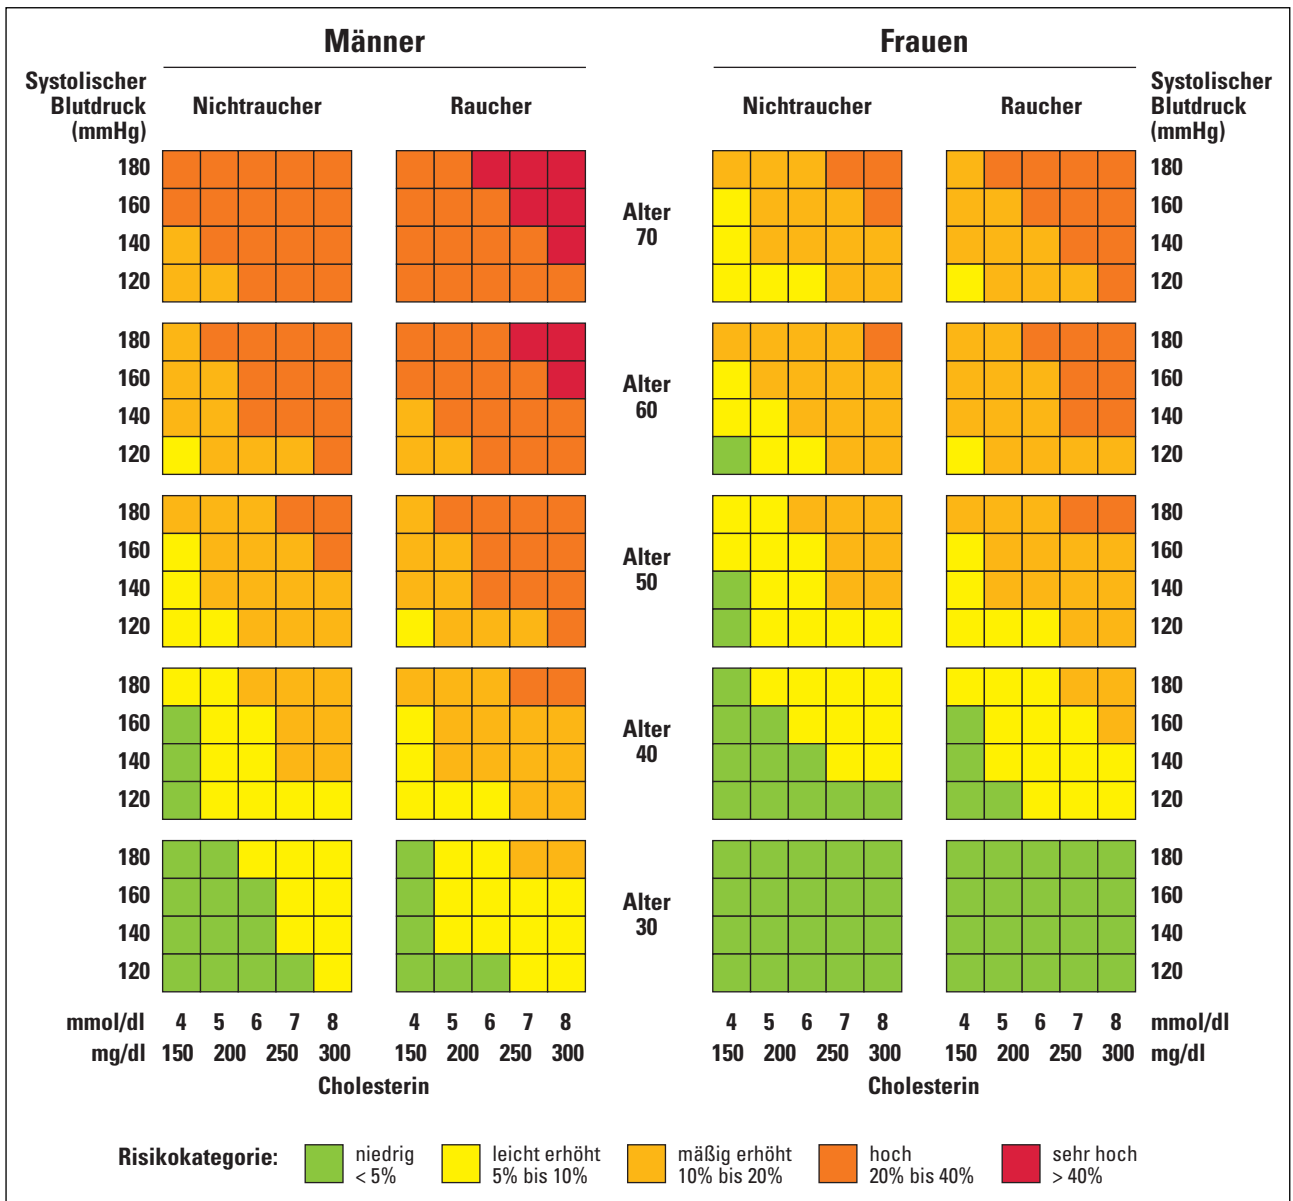 Männer Frauen
Systolischer Blutdruck (mmHg) Nichtraucher Raucher Nichtraucher Raucher Systolischer Blutdruck (mmHg)
180 180
160 160
Alter 70
140 140
120 120
180 180
160 160
Alter 60
140 140
120 120
180 180
160 160
Alter 50
140 140
120 120
180 180
160 160
Alter 40
140 140
120 120
180 180
160 160
Alter 30
140 140
120 120
mmol/dl 4 5 6 7 8 4 5 6 7 8 4 5 6 7 8 4 5 6 7 8 mmol/dl
mg/dl 150 200 250 300 150 200 250 300 150 200 250 300 150 200 250 300 mg/dl
Cholesterin Cholesterin
Risikokategorie: niedrig < 5% leicht erhöht 5% bis 10% mäßig erhöht 10% bis 20% hoch 20% bis 40% sehr hoch > 40%